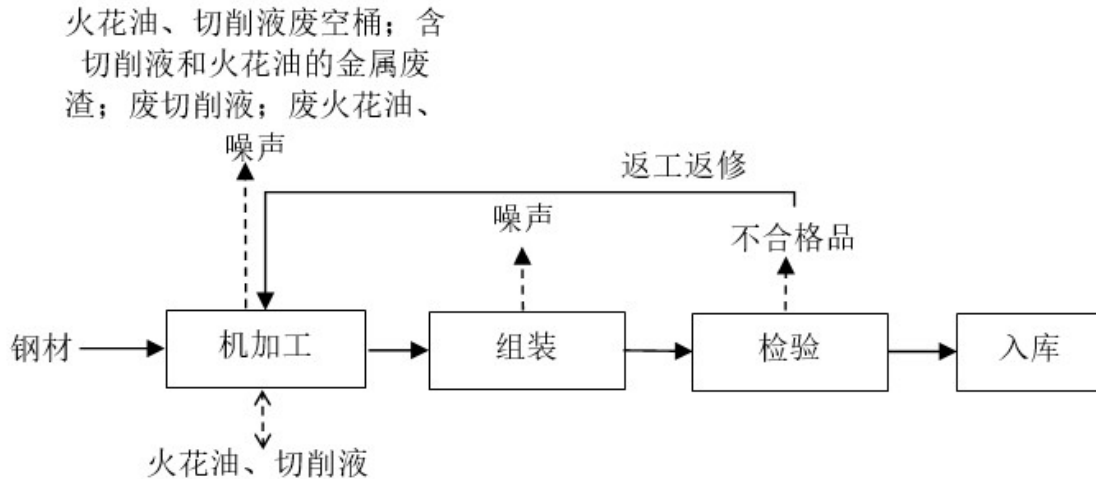 火花油、切削液废空桶；含
切削液和火花油的金属废
渣；废切削液；废火花油、
噪声
返工返修
噪声
不合格品
钢材
机加工
组装
检验
入库
火花油、切削液